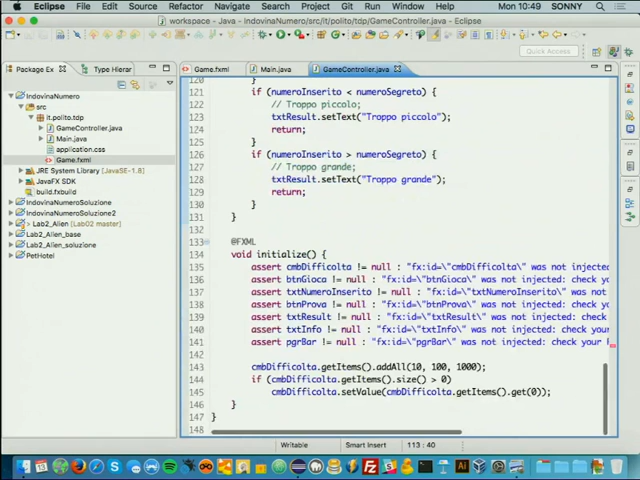 Eclipse File Edit Source Refactor Navigate Search Project Git Run Window Help Mon 10:49 SONNY
workspace - Java - IndovinaNumero/src/it/polito/tdp/GameController.java - Eclipse
Quick Access
Package Ex
Type Hierar
IndovinaNumero
src
it.polito.tdp
GameController.java
Main.java
application.css
Game.fxml
JRE System Library [JavaSE-1.8]
JavaFX SDK
build.fxbuild
IndovinaNumeroSoluzione
IndovinaNumeroSoluzione2
Lab2_Alien [Lab02 master]
Lab2_Alien_base
Lab2_Alien_soluzione
PetHotel
Game.fxml Main.java GameController.java
120
121 if (numeroInserito < numeroSegreto) {
122 // Troppo piccolo;
123 txtResult.setText("Troppo piccolo");
124 return;
125 }
126 if (numeroInserito > numeroSegreto) {
127 // Troppo grande;
128 txtResult.setText("Troppo grande");
129 return;
130 }
131 }
132
133 @FXML
134 void initialize() {
135 assert cmbDifficolta != null : "fx:id=\"cmbDifficolta\" was not injected
136 assert btnGioca != null : "fx:id=\"btnGioca\" was not injected: check you
137 assert txtNumeroInserito != null : "fx:id=\"txtNumeroInserito\" was not i
138 assert btnProva != null : "fx:id=\"btnProva\" was not injected: check you
139 assert txtResult != null : "fx:id=\"txtResult\" was not injected: check y
140 assert txtInfo != null : "fx:id=\"txtInfo\" was not injected: check your
141 assert pgrBar != null : "fx:id=\"pgrBar\" was not injected: check your F
142
143 cmbDifficolta.getItems().addAll(10, 100, 1000);
144 if (cmbDifficolta.getItems().size() > 0)
145 cmbDifficolta.setValue(cmbDifficolta.getItems().get(0));
146 }
147 }
148
Writable Smart Insert 113 : 40